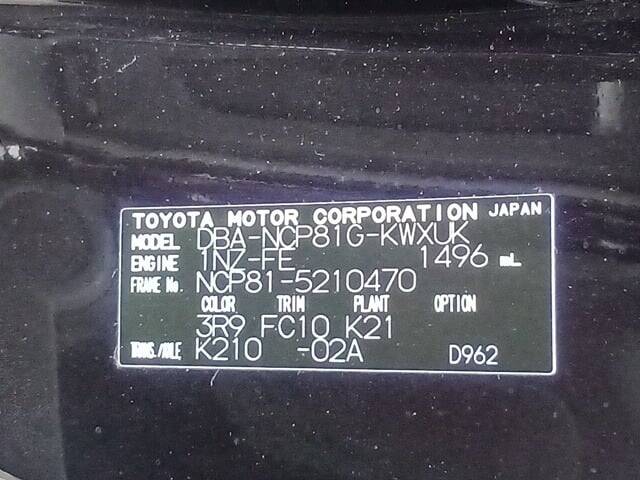 TOYOTA MOTOR CORPORATION JAPAN
MODEL DBA-NCP81G-KWXUK
ENGINE 1NZ-FE 1496 mL
FRAME No. NCP81-5210470
COLOR TRIM PLANT OPTION
3R9 FC10 K21
TRANS./AXLE K210 -02A D962